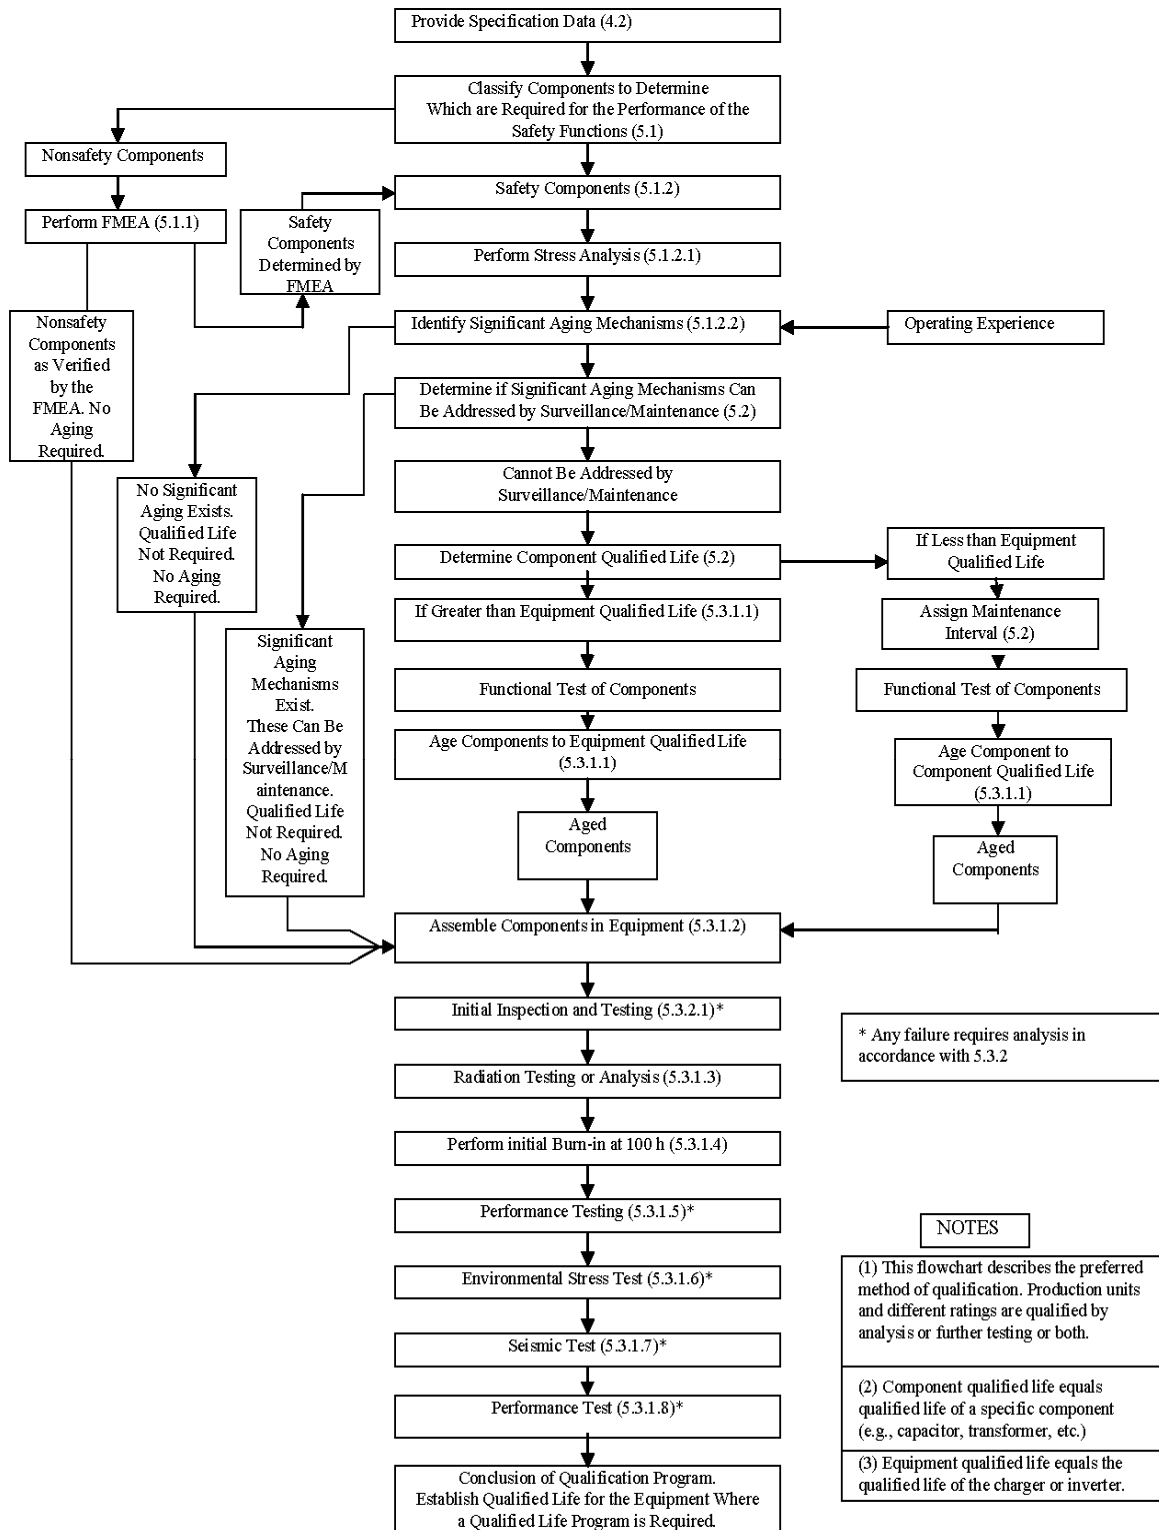 Provide Specification Data (4.2)
Classify Components to Determine
Which are Required for the Performance of the
Safety Functions (5.1)
Nonsafety Components
Safety Components (5.1.2)
Perform FMEA (5.1.1)
Safety
Components
Determined by
FMEA
Perform Stress Analysis (5.1.2.1)
Nonsafety
Components
as Verified
by the
FMEA. No
Aging
Required.
Identify Significant Aging Mechanisms (5.1.2.2)
Operating Experience
Determine if Significant Aging Mechanisms Can
Be Addressed by Surveillance/Maintenance (5.2)
Cannot Be Addressed by
Surveillance/Maintenance
No Significant
Aging Exists.
Qualified Life
Not Required.
No Aging
Required.
Determine Component Qualified Life (5.2)
If Less than Equipment
Qualified Life
If Greater than Equipment Qualified Life (5.3.1.1)
Assign Maintenance
Interval (5.2)
Significant
Aging
Mechanisms
Exist.
These Can Be
Addressed by
Surveillance/M
aintenance.
Qualified Life
Not Required.
No Aging
Required.
Functional Test of Components
Functional Test of Components
Age Components to Equipment Qualified Life
(5.3.1.1)
Age Component to
Component Qualified Life
(5.3.1.1)
Aged
Components
Aged
Components
Assemble Components in Equipment (5.3.1.2)
Initial Inspection and Testing (5.3.2.1)*
* Any failure requires analysis in
accordance with 5.3.2
Radiation Testing or Analysis (5.3.1.3)
Perform initial Burn-in at 100 h (5.3.1.4)
Performance Testing (5.3.1.5)*
Environmental Stress Test (5.3.1.6)*
Seismic Test (5.3.1.7)*
Performance Test (5.3.1.8)*
Conclusion of Qualification Program.
Establish Qualified Life for the Equipment Where
a Qualified Life Program is Required.
NOTES
(1) This flowchart describes the preferred
method of qualification. Production units
and different ratings are qualified by
analysis or further testing or both.
(2) Component qualified life equals
qualified life of a specific component
(e.g., capacitor, transformer, etc.)
(3) Equipment qualified life equals the
qualified life of the charger or inverter.